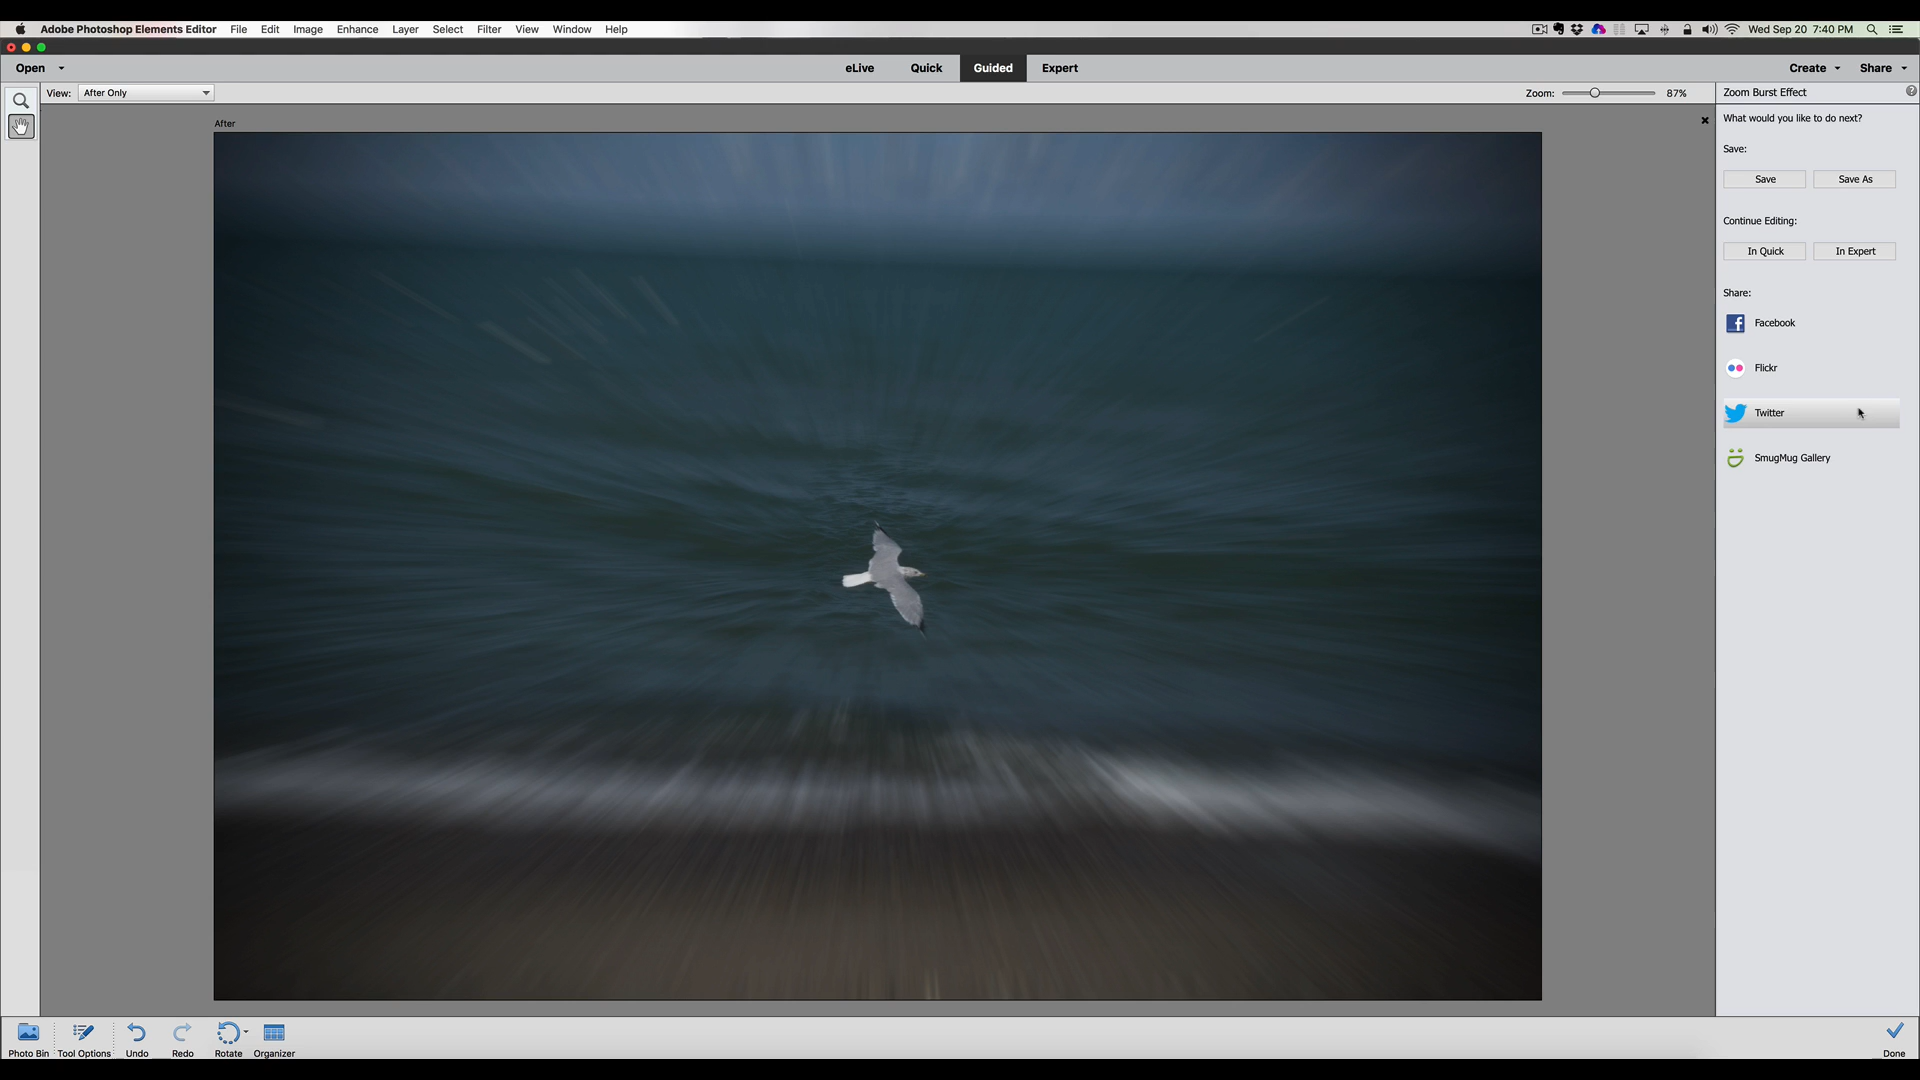 Adobe Photoshop Elements Editor File Edit Image Enhance Layer Select Filter View Window Help Wed Sep 20 7:40 PM
Open eLive Quick Guided Expert Create Share
View: After Only Zoom: 87% Zoom Burst Effect ?
After
What would you like to do next?
Save:
Save Save As
Continue Editing:
In Quick In Expert
Share:
Facebook
Flickr
Twitter
SmugMug Gallery
Photo Bin Tool Options Undo Redo Rotate Organizer Done